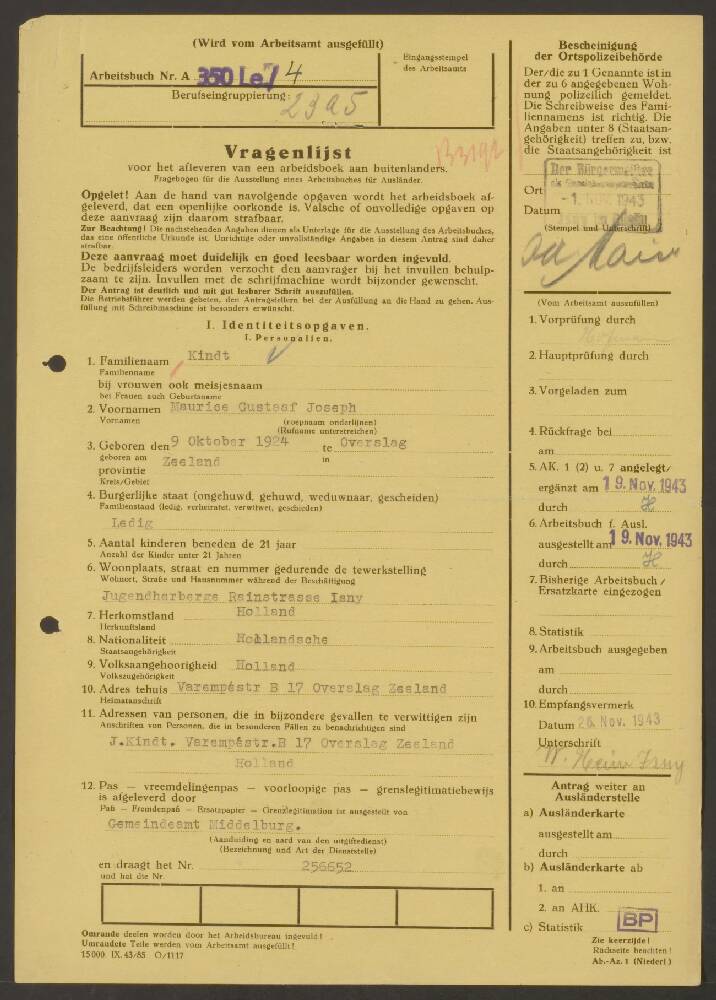 (Wird vom Arbeitsamt ausgefüllt)
Arbeitsbuch Nr. A 350 Le / 4
Berufseingruppierung: 23a5
Eingangsstempel
des Arbeitsamts
Vragenlijst
voor het afleveren van een arbeidsboek aan buitenlanders.
Fragebogen für die Ausstellung eines Arbeitsbuches für Ausländer.
Opgelet! Aan de hand van navolgende opgaven wordt het arbeidsboek af-
geleverd, dat een openlijke oorkonde is. Valsche of onvolledige opgaven op
deze aanvraag zijn daarom strafbaar.
Zur Beachtung! Die nachstehenden Angaben dienen als Unterlage für die Ausstellung des Arbeitsbuches,
das eine öffentliche Urkunde ist. Unrichtige oder unvollständige Angaben in diesem Antrag sind daher
strafbar.
Deze aanvraag moet duidelijk en goed leesbaar worden ingevuld.
De bedrijfsleiders worden verzocht den aanvrager bij het invullen behulp-
zaam te zijn. Invullen met de schrijfmachine wordt bijzonder gewenscht.
Der Antrag ist deutlich und mit gut lesbarer Schrift auszufüllen.
Die Betriebsführer werden gebeten, den Antragstellern bei der Ausfüllung an die Hand zu gehen. Aus-
füllung mit Schreibmaschine ist besonders erwünscht.
I. Identiteitsopgaven.
I. Personalien.
1. Familienaam Kindt
Familienname
bij vrouwen ook meisjesnaam
bei Frauen auch Geburtsname
2. Voornamen Maurice Gustaaf Joseph
Vornamen
(roepnaam onderlijnen)
(Rufname unterstreichen)
3. Geboren den 9 Oktober 1924 te Overslag
geboren am in
provintie Zeeland
Kreis/Gebiet
4. Burgerlijke staat (ongehuwd, gehuwd, weduwnaar, gescheiden)
Familienstand (ledig, verheiratet, verwitwet, geschieden)
Ledig
5. Aantal kinderen beneden de 21 jaar
Anzahl der Kinder unter 21 Jahren
6. Woonplaats, straat en nummer gedurende de tewerkstelling
Wohnort, Straße und Hausnummer während der Beschäftigung
Jugendherberge Rainstrasse Isny
7. Herkomstland Holland
Herkunftsland
8. Nationaliteit Hollandsche
Staatsangehörigkeit
9. Volksaangehoorigheid Holland
Volkszugehörigkeit
10. Adres tehuis Varempéstr B 17 Overslag Zeeland
Heimatanschrift
11. Adressen van personen, die in bijzondere gevallen te verwittigen zijn
Anschriften von Personen, die in besonderen Fällen zu benachrichtigen sind
J.Kindt. Varempéstr.B 17 Overslag Zeeland
Holland
12. Pas — vreemdelingenpas — voorloopige pas — grenslegitimatiebewijs
is afgeleverd door
Paß — Fremdenpaß — Ersatzpapier — Grenzlegitimation ist ausgestellt von
Gemeindeamt Middelburg.
(Aanduiding en aard van den uitgiftedienst)
(Bezeichnung und Art der Dienststelle)
en draagt het Nr. 256652
und hat die Nr.
Omrande deelen worden door het Arbeidsbureau ingevuld!
Umrandete Teile werden vom Arbeitsamt ausgefüllt!
15000 IX. 43/85 O/1117
Bescheinigung
der Ortspolizeibehörde
Der/die zu 1 Genannte ist in
der zu 6 angegebenen Woh-
nung polizeilich gemeldet.
Die Schreibweise des Fami-
liennamens ist richtig. Die
Angaben unter 8 (Staatsan-
gehörigkeit) treffen zu, bzw.
die Staatsangehörigkeit ist
Der Bürgermeister
Ort
- 1. Nov. 1943
Datum
(Stempel und Unterschrift)
(Vom Arbeitsamt auszufüllen)
1. Vorprüfung durch
2. Hauptprüfung durch
3. Vorgeladen zum
4. Rückfrage bei
am
5. AK. 1 (2) u. 7 angelegt/
ergänzt am 19. Nov. 1943
durch
6. Arbeitsbuch f. Ausl.
ausgestellt am 19. Nov. 1943
durch
7. Bisherige Arbeitsbuch/
Ersatzkarte eingezogen
8. Statistik
9. Arbeitsbuch ausgegeben
am
durch
10. Empfangsvermerk
Datum 26. Nov. 1943
Unterschrift
Antrag weiter an
Ausländerstelle
a) Ausländerkarte
ausgestellt am
durch
b) Ausländerkarte ab
1. an
2. an AHK.
c) Statistik
BP
Zie keerzijde!
Rückseite beachten!
Ab.-Az. 1 (Niederl)